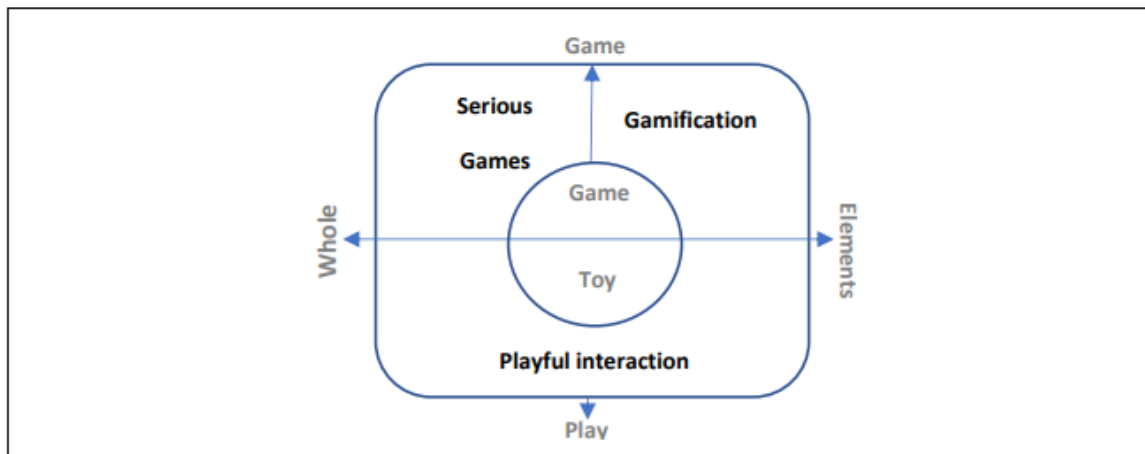 Game
Serious
Gamification
Games
Game
Whole
Elements
Toy
Playful interaction
Play